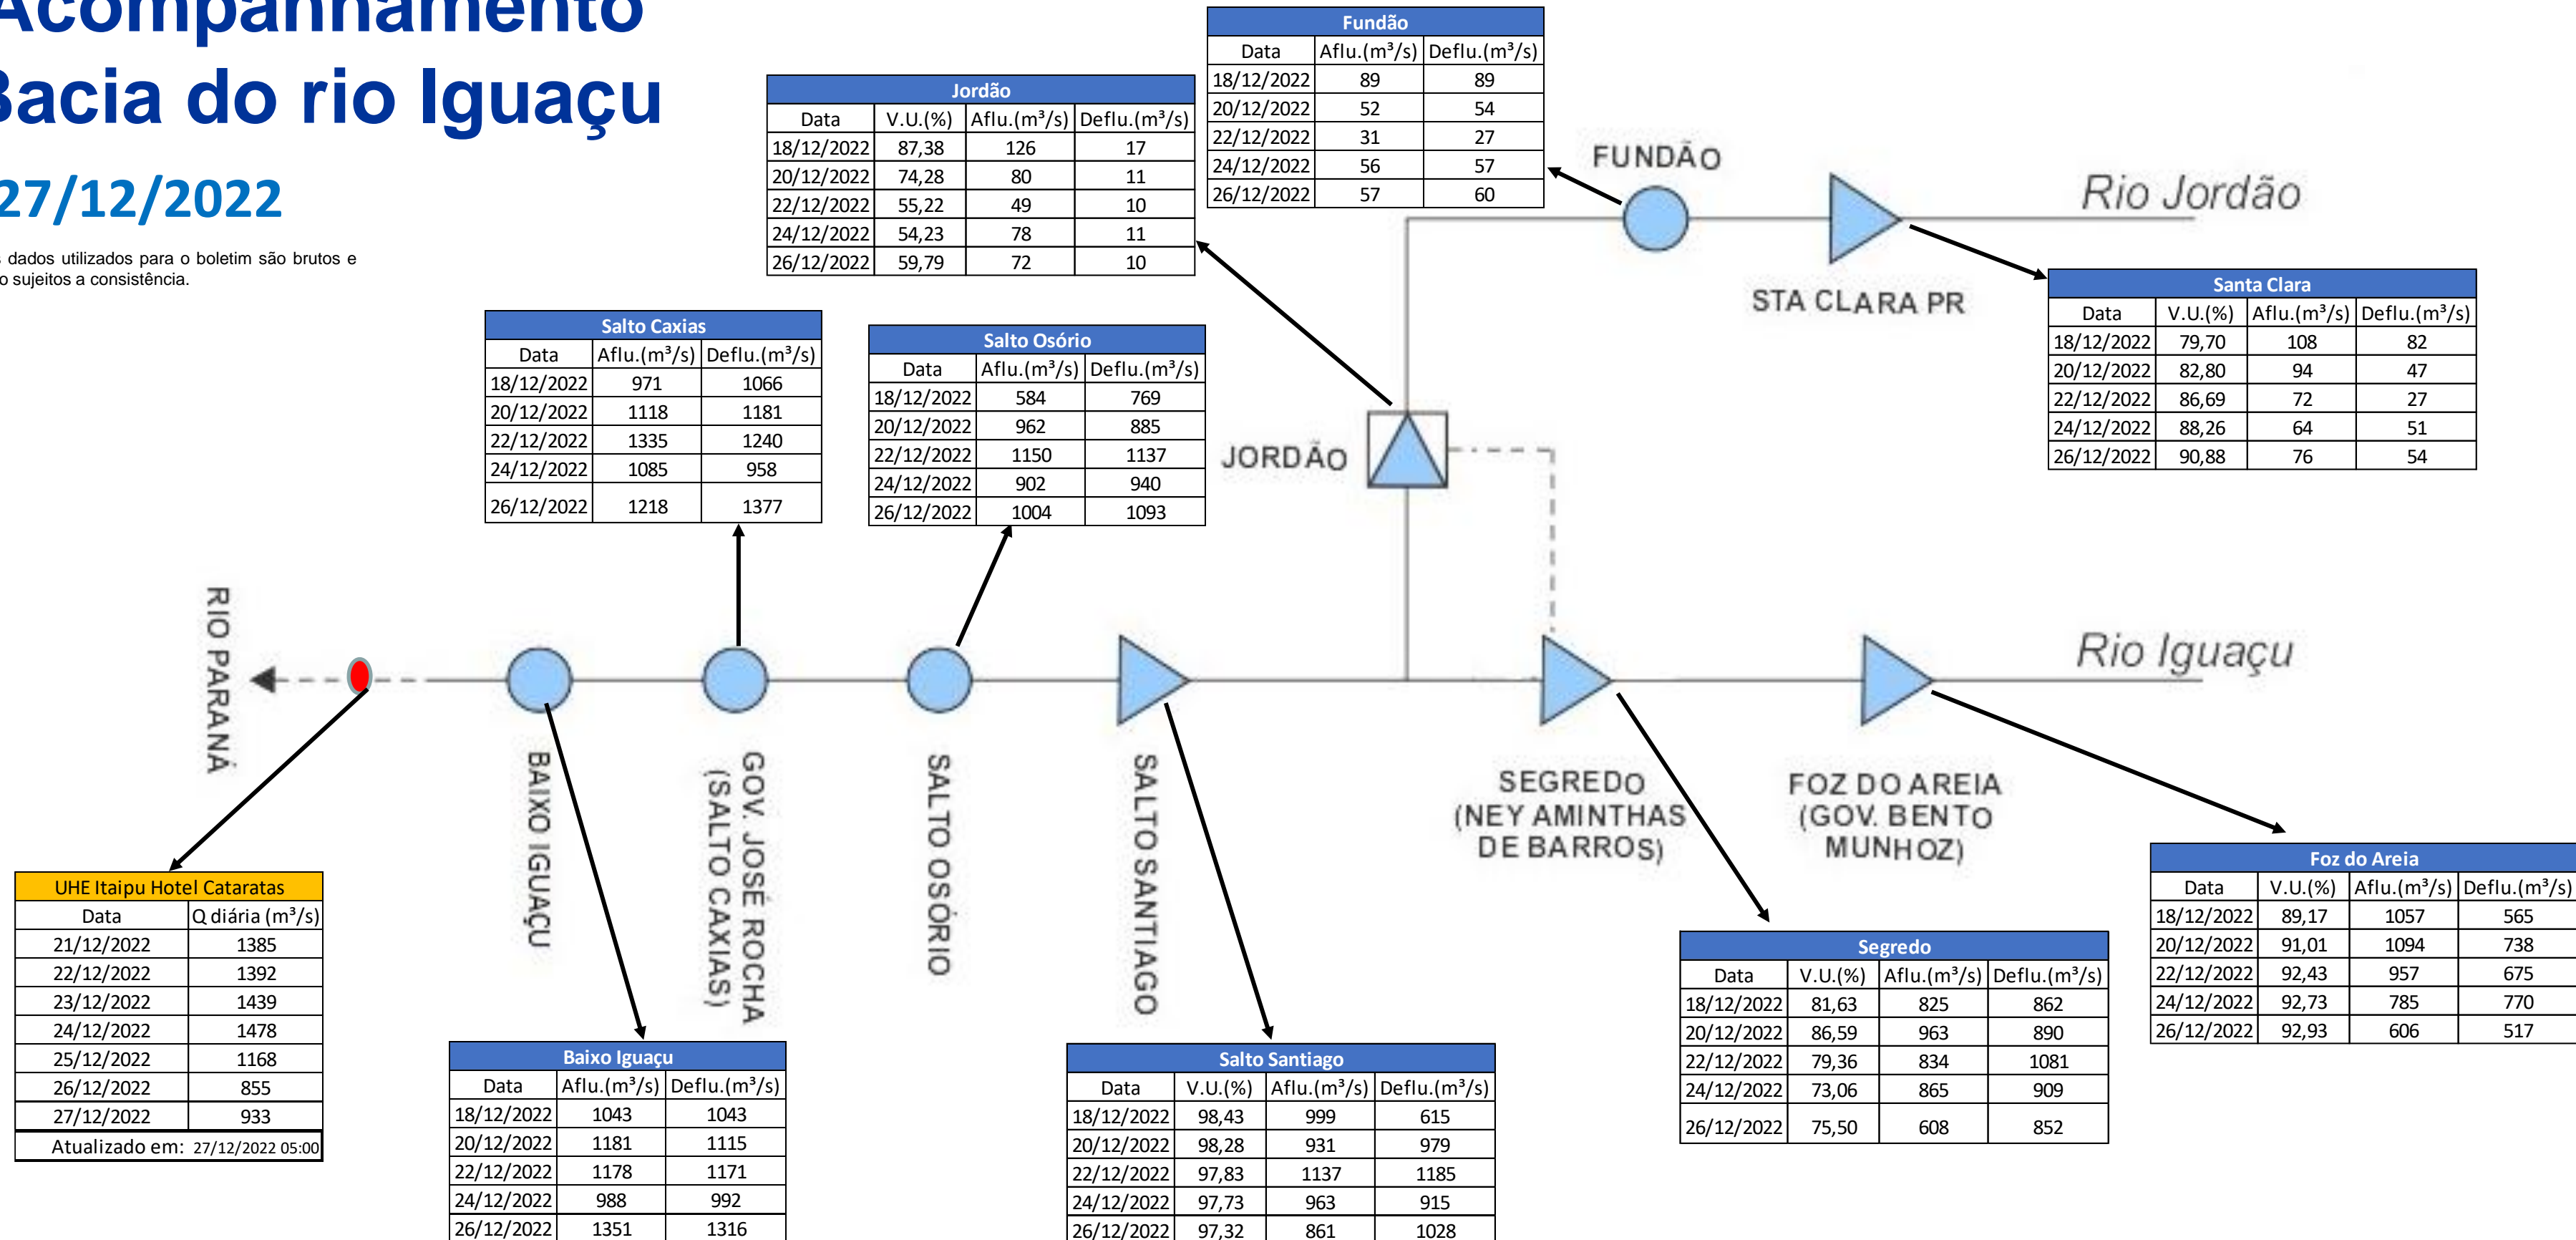 Acompanhamento
Bacia do rio Iguaçu
27/12/2022
s dados utilizados para o boletim são brutos e
o sujeitos a consistência.
Fundão
Data Aflu.(m³/s) Deflu.(m³/s)
18/12/2022 89 89
20/12/2022 52 54
22/12/2022 31 27
24/12/2022 56 57
26/12/2022 57 60
Jordão
Data V.U.(%) Aflu.(m³/s) Deflu.(m³/s)
18/12/2022 87,38 126 17
20/12/2022 74,28 80 11
22/12/2022 55,22 49 10
24/12/2022 54,23 78 11
26/12/2022 59,79 72 10
FUNDÃO
Rio Jordão
STA CLARA PR
Santa Clara
Data V.U.(%) Aflu.(m³/s) Deflu.(m³/s)
18/12/2022 79,70 108 82
20/12/2022 82,80 94 47
22/12/2022 86,69 72 27
24/12/2022 88,26 64 51
26/12/2022 90,88 76 54
Salto Caxias
Data Aflu.(m³/s) Deflu.(m³/s)
18/12/2022 971 1066
20/12/2022 1118 1181
22/12/2022 1335 1240
24/12/2022 1085 958
26/12/2022 1218 1377
Salto Osório
Data Aflu.(m³/s) Deflu.(m³/s)
18/12/2022 584 769
20/12/2022 962 885
22/12/2022 1150 1137
24/12/2022 902 940
26/12/2022 1004 1093
JORDÃO
RIO PARANÁ
Rio Iguaçu
BAIXO IGUAÇU
GOV. JOSÉ ROCHA
(SALTO CAXIAS)
SALTO OSÓRIO
SALTO SANTIAGO
SEGREDO
(NEY AMINTHAS
DE BARROS)
FOZ DO AREIA
(GOV. BENTO
MUNHOZ)
UHE Itaipu Hotel Cataratas
Data Q diária (m³/s)
21/12/2022 1385
22/12/2022 1392
23/12/2022 1439
24/12/2022 1478
25/12/2022 1168
26/12/2022 855
27/12/2022 933
Atualizado em: 27/12/2022 05:00
Baixo Iguaçu
Data Aflu.(m³/s) Deflu.(m³/s)
18/12/2022 1043 1043
20/12/2022 1181 1115
22/12/2022 1178 1171
24/12/2022 988 992
26/12/2022 1351 1316
Salto Santiago
Data V.U.(%) Aflu.(m³/s) Deflu.(m³/s)
18/12/2022 98,43 999 615
20/12/2022 98,28 931 979
22/12/2022 97,83 1137 1185
24/12/2022 97,73 963 915
26/12/2022 97,32 861 1028
Segredo
Data V.U.(%) Aflu.(m³/s) Deflu.(m³/s)
18/12/2022 81,63 825 862
20/12/2022 86,59 963 890
22/12/2022 79,36 834 1081
24/12/2022 73,06 865 909
26/12/2022 75,50 608 852
Foz do Areia
Data V.U.(%) Aflu.(m³/s) Deflu.(m³/s)
18/12/2022 89,17 1057 565
20/12/2022 91,01 1094 738
22/12/2022 92,43 957 675
24/12/2022 92,73 785 770
26/12/2022 92,93 606 517